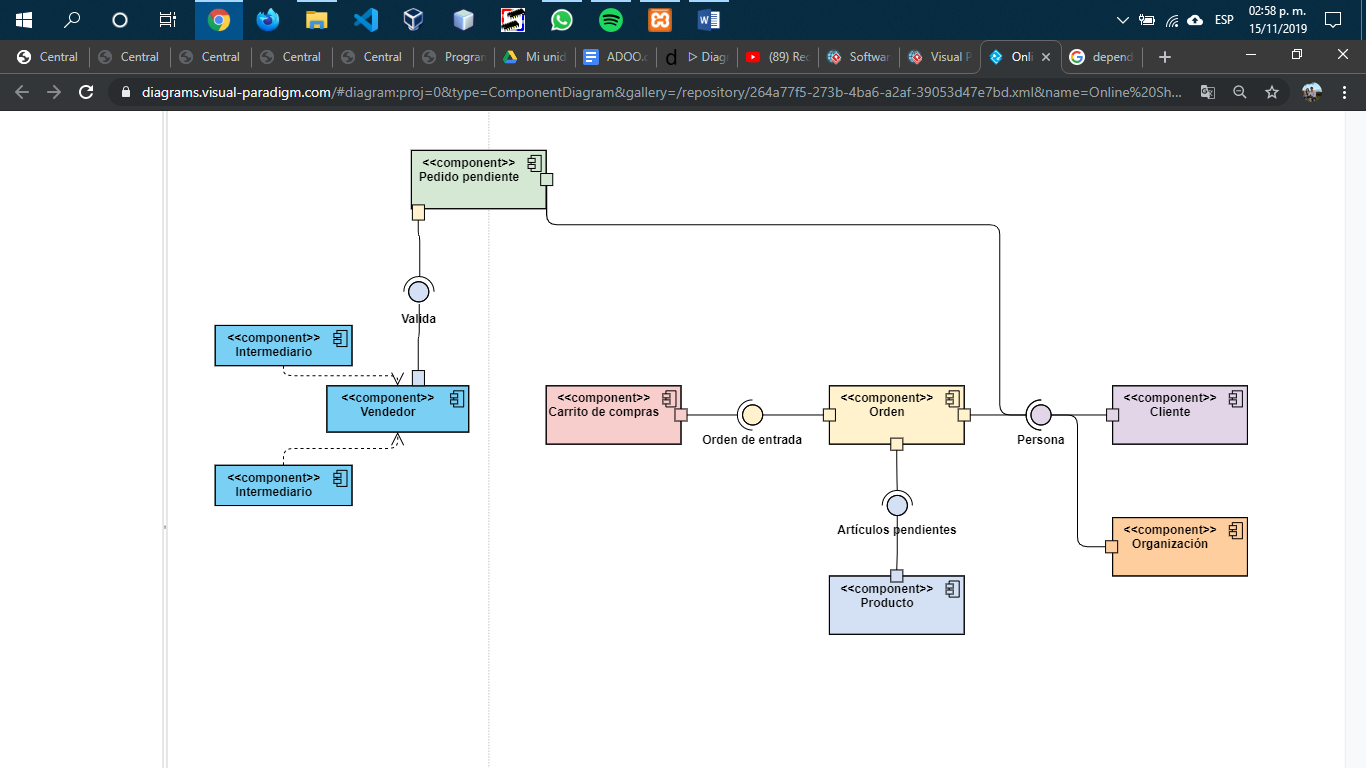 ESP
02:58 p. m.
15/11/2019
Central
Central
Central
Central
Central
Program
Mi unid
ADOO.c
Diag
(89) Rec
Softwar
Visual P
Onli
depend
diagrams.visual-paradigm.com/#diagram:proj=0&type=ComponentDiagram&gallery=/repository/264a77f5-273b-4ba6-a2af-39053d47e7bd.xml&name=Online%20Sh...
<<component>>
Pedido pendiente
Valida
<<component>>
Intermediario
<<component>>
Vendedor
<<component>>
Intermediario
<<component>>
Carrito de compras
Orden de entrada
<<component>>
Orden
Persona
<<component>>
Cliente
Artículos pendientes
<<component>>
Organización
<<component>>
Producto